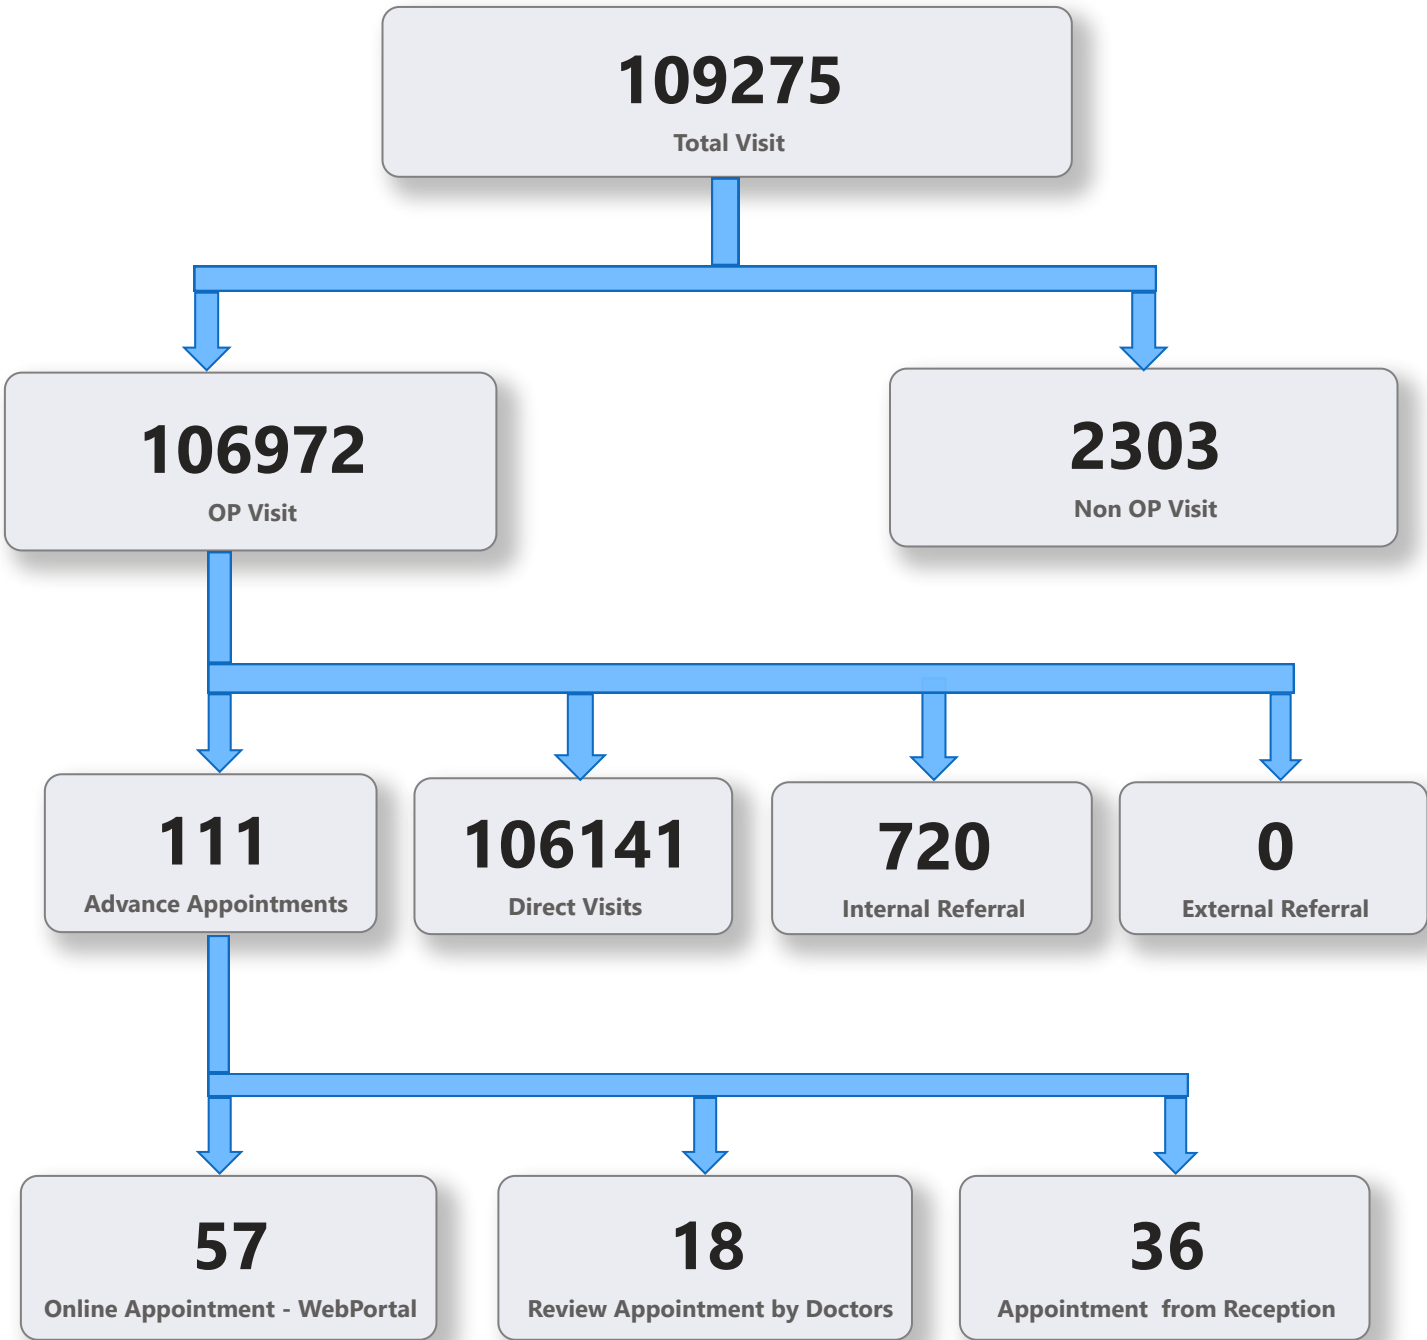 109275
Total Visit
106972
OP Visit
2303
Non OP Visit
111
Advance Appointments
106141
Direct Visits
720
Internal Referral
0
External Referral
57
Online Appointment - WebPortal
18
Review Appointment by Doctors
36
Appointment  from Reception